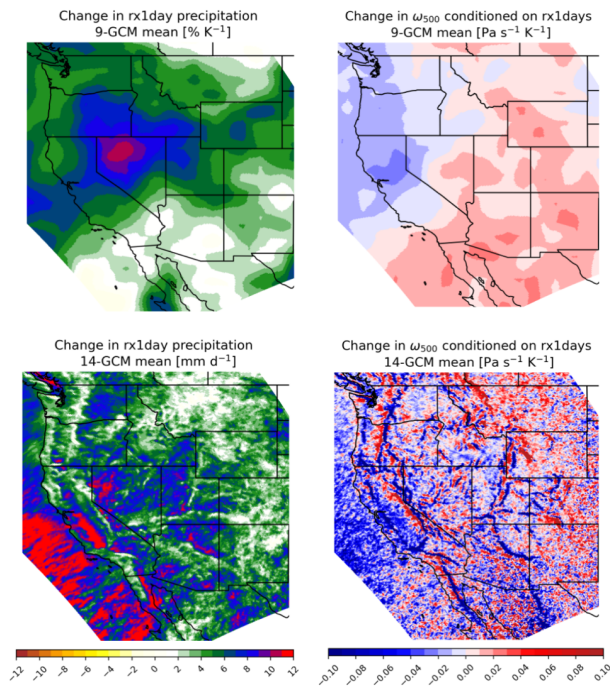 Change in rx1day precipitation
9-GCM mean [% K⁻¹]
Change in ω₅₀₀ conditioned on rx1days
9-GCM mean [Pa s⁻¹ K⁻¹]
Change in rx1day precipitation
14-GCM mean [mm d⁻¹]
Change in ω₅₀₀ conditioned on rx1days
14-GCM mean [Pa s⁻¹ K⁻¹]
−12 −10 −8 −6 −4 −2 0 2 4 6 8 10 12
−0.10 −0.08 −0.06 −0.04 −0.02 0.00 0.02 0.04 0.06 0.08 0.10